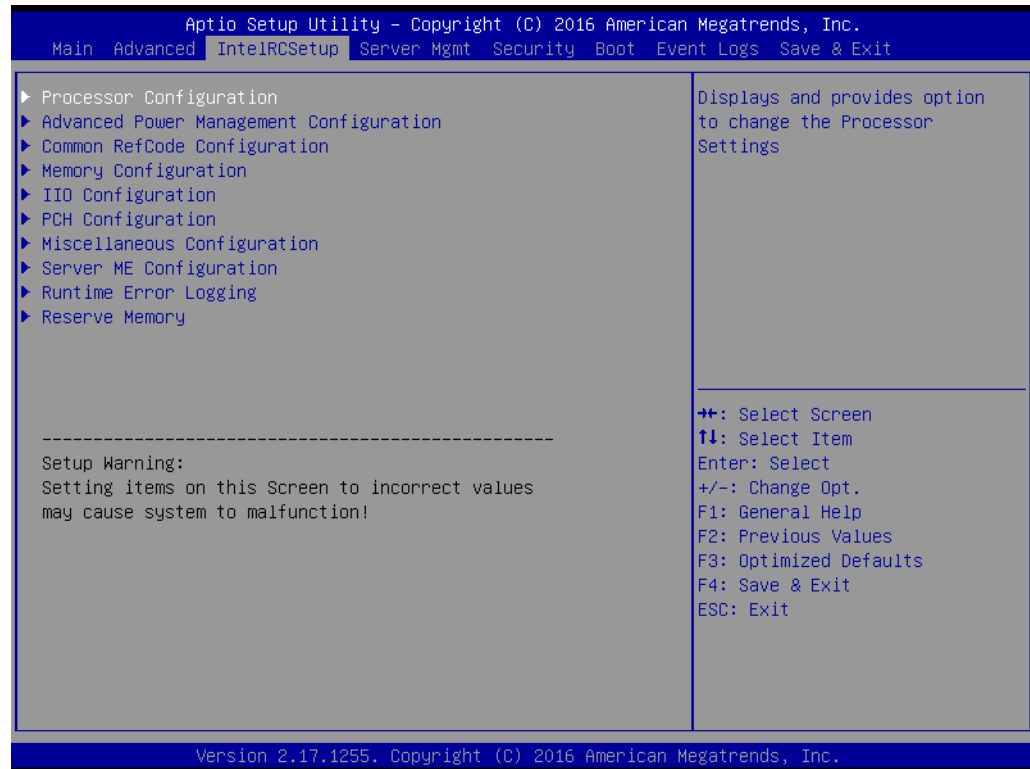 Aptio Setup Utility – Copyright (C) 2016 American Megatrends, Inc.
Main Advanced IntelRCSetup Server Mgmt Security Boot Event Logs Save & Exit
▶ Processor Configuration
▶ Advanced Power Management Configuration
▶ Common RefCode Configuration
▶ Memory Configuration
▶ IIO Configuration
▶ PCH Configuration
▶ Miscellaneous Configuration
▶ Server ME Configuration
▶ Runtime Error Logging
▶ Reserve Memory
--------------------------------------------------
Setup Warning:
Setting items on this Screen to incorrect values
may cause system to malfunction!
Displays and provides option
to change the Processor
Settings
→←: Select Screen
↑↓: Select Item
Enter: Select
+/-: Change Opt.
F1: General Help
F2: Previous Values
F3: Optimized Defaults
F4: Save & Exit
ESC: Exit
Version 2.17.1255. Copyright (C) 2016 American Megatrends, Inc.